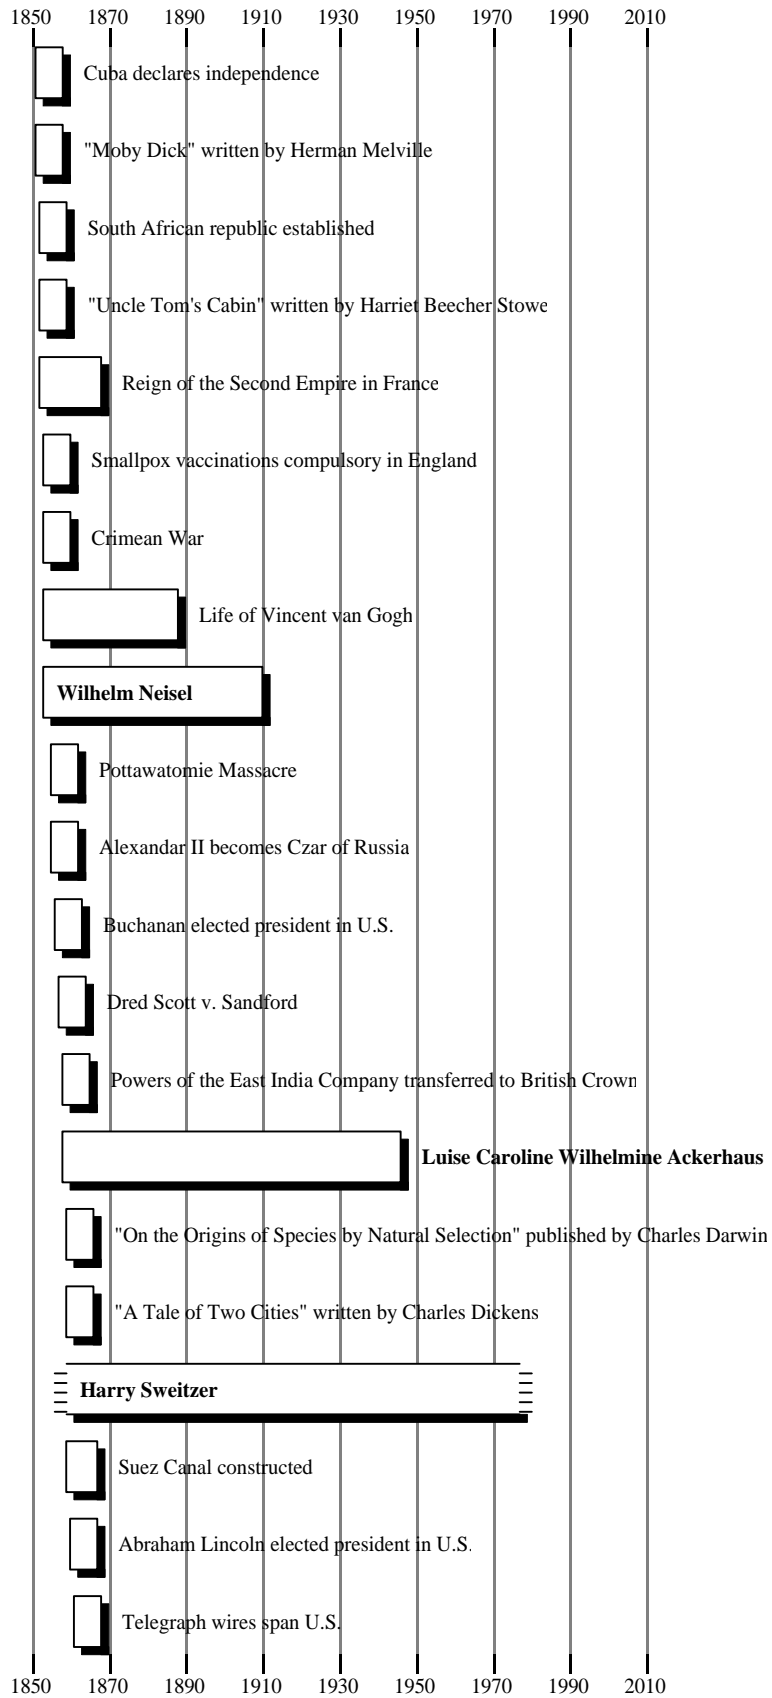 1850 1870 1890 1910 1930 1950 1970 1990 2010
Cuba declares independence
"Moby Dick" written by Herman Melville
South African republic established
"Uncle Tom's Cabin" written by Harriet Beecher Stowe
Reign of the Second Empire in France
Smallpox vaccinations compulsory in England
Crimean War
Life of Vincent van Gogh
Wilhelm Neisel
Pottawatomie Massacre
Alexandar II becomes Czar of Russia
Buchanan elected president in U.S.
Dred Scott v. Sandford
Powers of the East India Company transferred to British Crown
Luise Caroline Wilhelmine Ackerhaus
"On the Origins of Species by Natural Selection" published by Charles Darwin
"A Tale of Two Cities" written by Charles Dickens
Harry Sweitzer
Suez Canal constructed
Abraham Lincoln elected president in U.S.
Telegraph wires span U.S.
1850 1870 1890 1910 1930 1950 1970 1990 2010